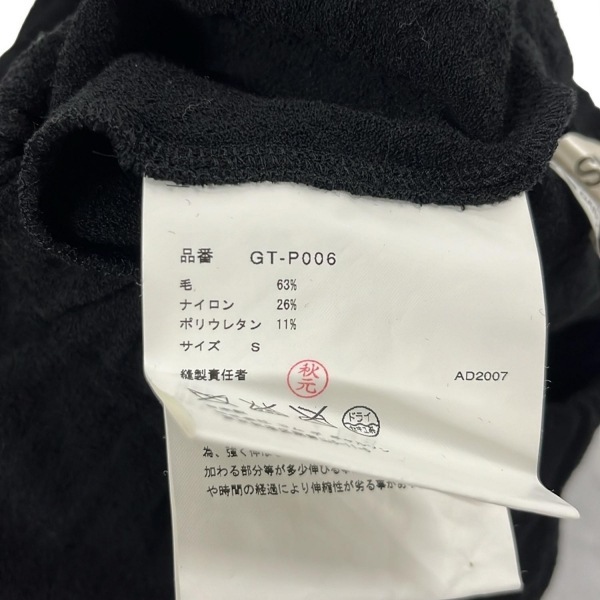 品番 GT-P006
毛 63%
ナイロン 26%
ポリウレタン 11%
サイズ S
縫製責任者 秋元 AD2007
ドライ
為、強く伸
加わる部分等が多少伸び
や時間の経過により伸縮性が劣る事が
S